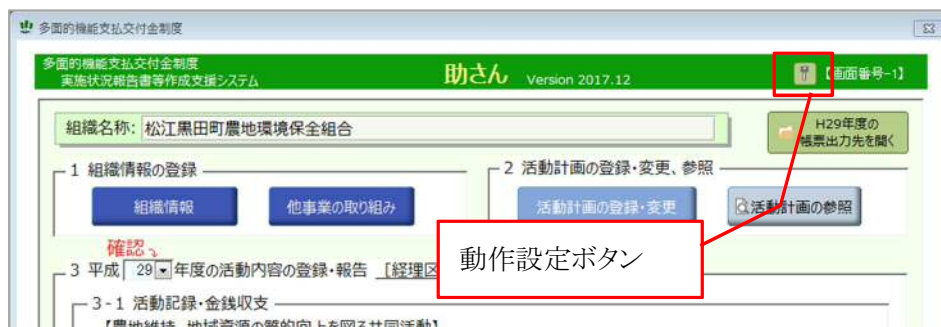 多面的機能支払交付金制度
多面的機能支払交付金制度
実施状況報告書等作成支援システム
助さん Version 2017.12
【画面番号-1】
組織名称: 松江黒田町農地環境保全組合
H29年度の
帳票出力先を開く
1 組織情報の登録
2 活動計画の登録・変更、参照
組織情報
他事業の取り組み
活動計画の登録・変更
活動計画の参照
確認
動作設定ボタン
3 平成 29 年度の活動内容の登録・報告 [経理区
3-1 活動記録・金銭収支
【農地維持、地域資源の質的向上を図る共同活動】